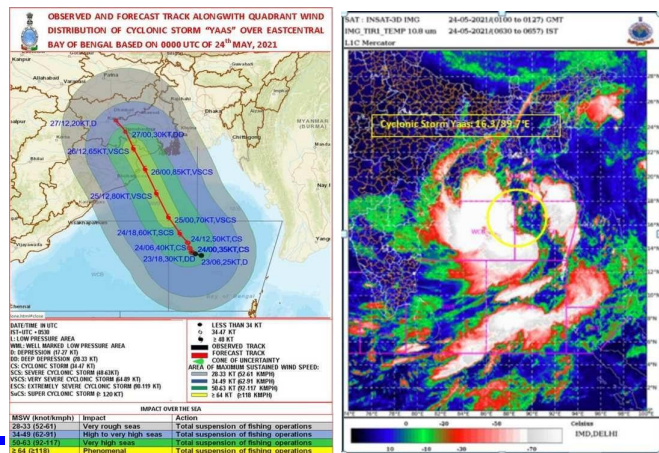 OBSERVED AND FORECAST TRACK ALONGWITH QUADRANT WIND
DISTRIBUTION OF CYCLONIC STORM "YAAS" OVER EASTCENTRAL
BAY OF BENGAL BASED ON 0000 UTC OF 24th MAY, 2021
Kanpur
Allahabad
Patna
Dhaka
Chittagong
MYANMAR
(BURMA)
27/12,20KT,D
27/00,30KT,DD
26/12,65KT,VSCS
26/00,85KT,VSCS
25/12,80KT,VSCS
25/00,70KT,VSCS
24/18,60KT,SCS
24/12,50KT,CS
24/06,40KT,CS
24/00,35KT,CS
23/18,30KT,DD
23/06,25KT,D
Visakhapatnam
Vijayawada
Chennai
DATE/TIME IN UTC
IST=UTC + 0530
L: LOW PRESSURE AREA
WML: WELL MARKED LOW PRESSURE AREA
D: DEPRESSION (17-27 KT)
DD: DEEP DEPRESSION (28-33 KT)
CS: CYCLONIC STORM (34-47 KT)
SCS: SEVERE CYCLONIC STORM (48-63KT)
VSCS: VERY SEVERE CYCLONIC STORM (64-89 KT)
ESCS: EXTREMELY SEVERE CYCLONIC STORM (90-119 KT)
SuCS: SUPER CYCLONIC STORM (≥ 120 KT)
LESS THAN 34 KT
34-47 KT
≥ 48 KT
OBSERVED TRACK
FORECAST TRACK
CONE OF UNCERTAINTY
AREA OF MAXIMUM SUSTAINED WIND SPEED:
28-33 KT (52-61 KMPH)
34-49 KT (62-91 KMPH)
50-63 KT (92-117 KMPH)
≥ 64 KT (≥118 KMPH)
IMPACT OVER THE SEA
MSW (knot/kmph) Impact Action
28-33 (52-61) Very rough seas Total suspension of fishing operations
34-49 (62-91) High to very high seas Total suspension of fishing operations
50-63 (92-117) Very high seas Total suspension of fishing operations
≥ 64 (≥118) Phenomenal Total suspension of fishing operations
SAT : INSAT-3D IMG 24-05-2021/(0100 to 0127) GMT
IMG_TIR1_TEMP 10.8 um 24-05-2021/(0630 to 0657) IST
L1C Mercator
Cyclonic Storm Yaas: 16.3/89.7°E
Celsius
IMD,DELHI